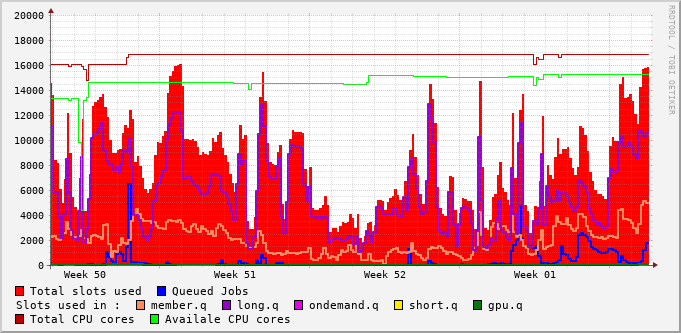 20000
18000
16000
14000
12000
10000
8000
6000
4000
2000
0
Week 50 Week 51 Week 52 Week 01
RRDTOOL / TOBI OETIKER
Total slots used Queued Jobs
Slots used in : member.q long.q ondemand.q short.q gpu.q
Total CPU cores Availale CPU cores